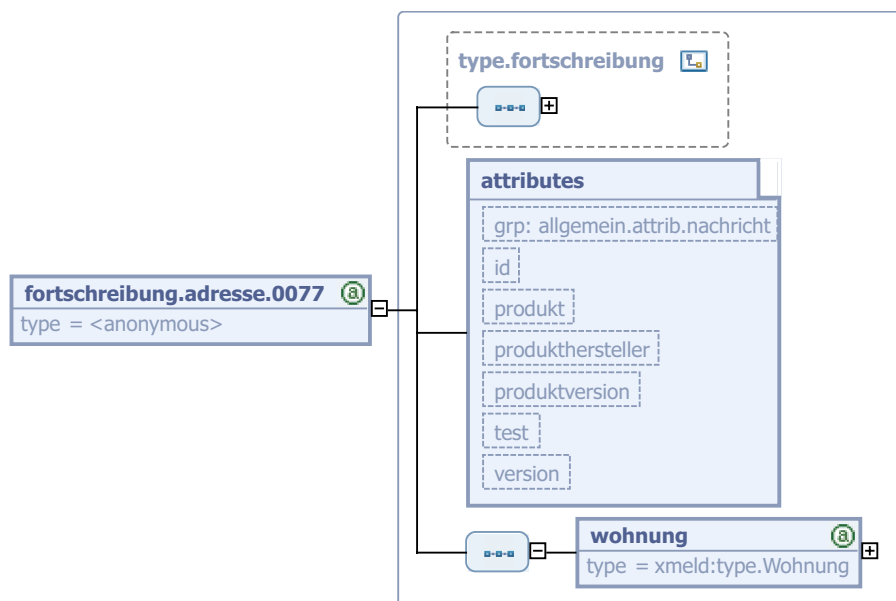 type.fortschreibung
attributes
grp: allgemein.attrib.nachricht
id
produkt
produkthersteller
produktversion
test
version
fortschreibung.adresse.0077 @
type = <anonymous>
wohnung @
type = xmeld:type.Wohnung